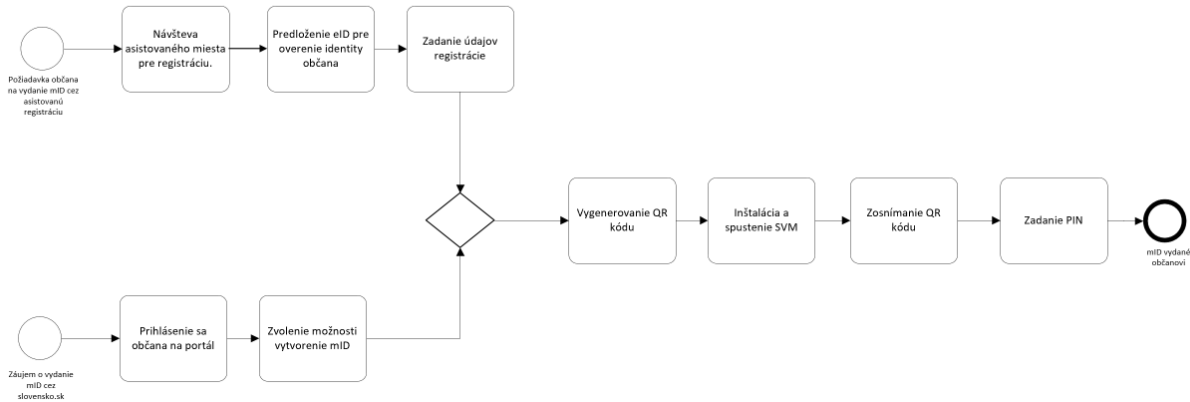 Návšteva
asistovaného miesta
pre registráciu.
Predloženie eID pre
overenie identity
občana
Zadanie údajov
registrácie
Požiadavka občana
na vydanie mID cez
asistovanú
registráciu
Vygenerovanie QR
kódu
Inštalácia a
spustenie SVM
Zosnímanie QR
kódu
Zadanie PIN
mID vydané
občanovi
Prihlásenie sa
občana na portál
Zvolenie možnosti
vytvorenie mID
Záujem o vydanie
mID cez
slovensko.sk